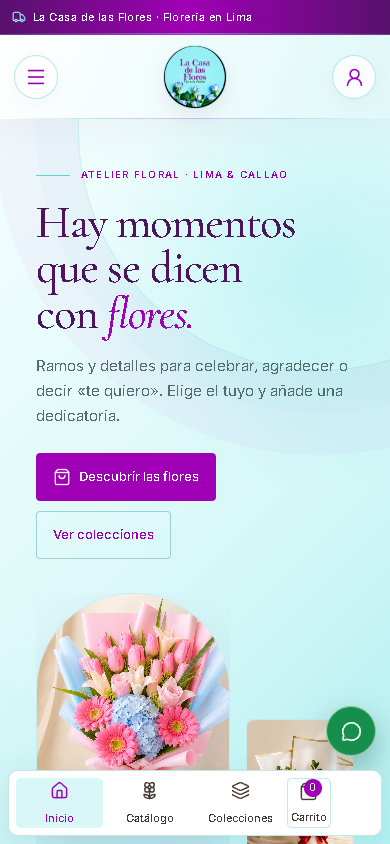 La Casa de las Flores · Florería en Lima
La Casa
de las
Flores
ATELIER FLORAL · LIMA & CALLAO
Hay momentos
que se dicen
con flores.
Ramos y detalles para celebrar, agradecer o
decir «te quiero». Elige el tuyo y añade una
dedicatoria.
Descubrir las flores
Ver colecciones
0
Inicio
Catálogo
Colecciones
Carrito